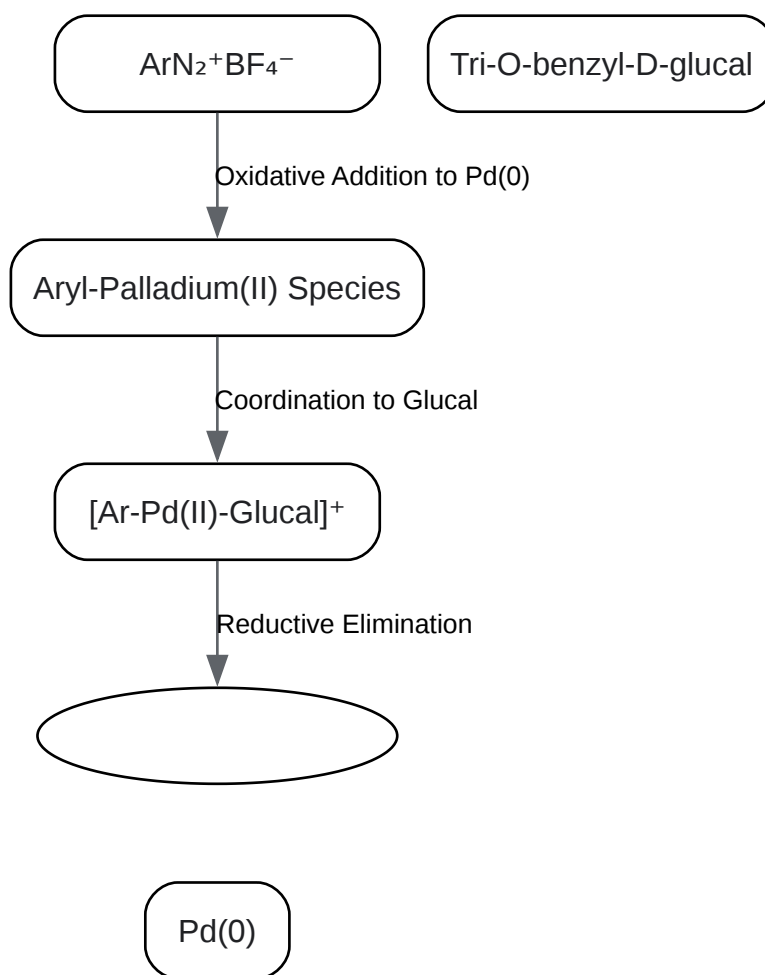 ArN₂⁺BF₄⁻
Tri-O-benzyl-D-glucal
Oxidative Addition to Pd(0)
Aryl-Palladium(II) Species
Coordination to Glucal
[Ar-Pd(II)-Glucal]⁺
Reductive Elimination
Pd(0)